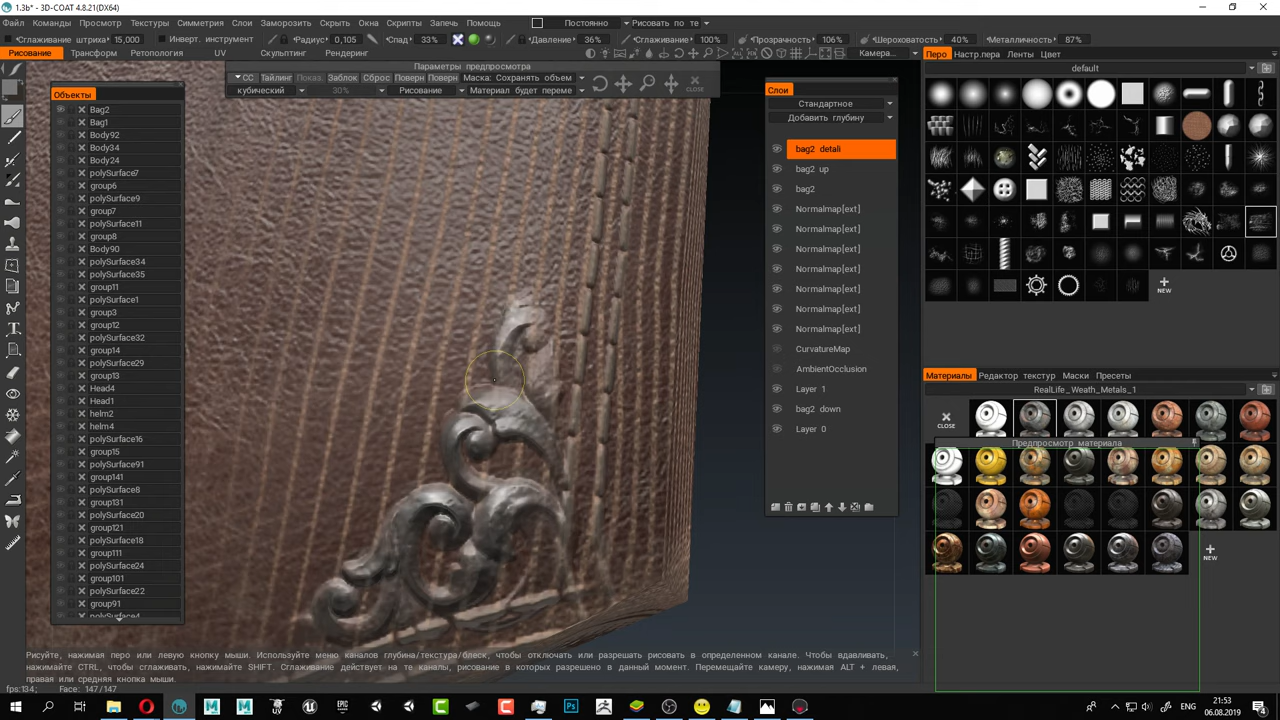 1.3b* - 3D-COAT 4.8.21(DX64)
Файл Команды Просмотр Текстуры Симметрия Слои Заморозить Скрыть Окна Скрипты Запечь Помощь Постоянно Рисовать по те
Сглаживание штриха 15,000 Инверт. инструмент Радиус 0,105 Спад 33% Давление 36% Сглаживание 100% Прозрачность 106% Шероховатость 40% Металличность 87%
Рисование Трансформ Ретопология UV Скульптинг Рендеринг Камера... Перо Настр.пера Ленты Цвет
Параметры предпросмотра
default
СС Тайлинг Показ. Заблок Сброс Поверн Поверн Маска: Сохранять объем
CLOSE
кубический 30% Рисование Материал будет переме
Объекты
Bag2
Bag1
Body92
Body34
Body24
polySurface7
group6
polySurface9
group7
polySurface11
group8
Body90
polySurface34
polySurface35
group11
polySurface1
group3
group12
polySurface32
group14
polySurface29
group13
Head4
Head1
helm2
helm4
polySurface16
group15
polySurface91
group141
polySurface8
group131
polySurface20
group121
polySurface18
group111
polySurface24
group101
polySurface22
group91
polySurface4
Слои
Стандартное
Добавить глубину
bag2 detali
bag2 up
bag2
Normalmap[ext]
Normalmap[ext]
Normalmap[ext]
Normalmap[ext]
Normalmap[ext]
Normalmap[ext]
Normalmap[ext]
CurvatureMap
AmbientOcclusion
Layer 1
bag2 down
Layer 0
NEW
Материалы Редактор текстур Маски Пресеты
RealLife_Weath_Metals_1
CLOSE
Предпросмотр материала
NEW
Рисуйте, нажимая перо или левую кнопку мыши. Используйте меню каналов глубина/текстура/блеск, чтобы отключить или разрешать рисовать в определенном канале. Чтобы вдавливать,
нажимайте CTRL, чтобы сглаживать, нажимайте SHIFT. Сглаживание действует на те каналы, рисование в которых разрешено в данный момент. Перемещайте камеру, нажимая ALT + левая,
правая или средняя кнопка мыши.
fps:134; Face: 147/147
21:53
06.08.2019